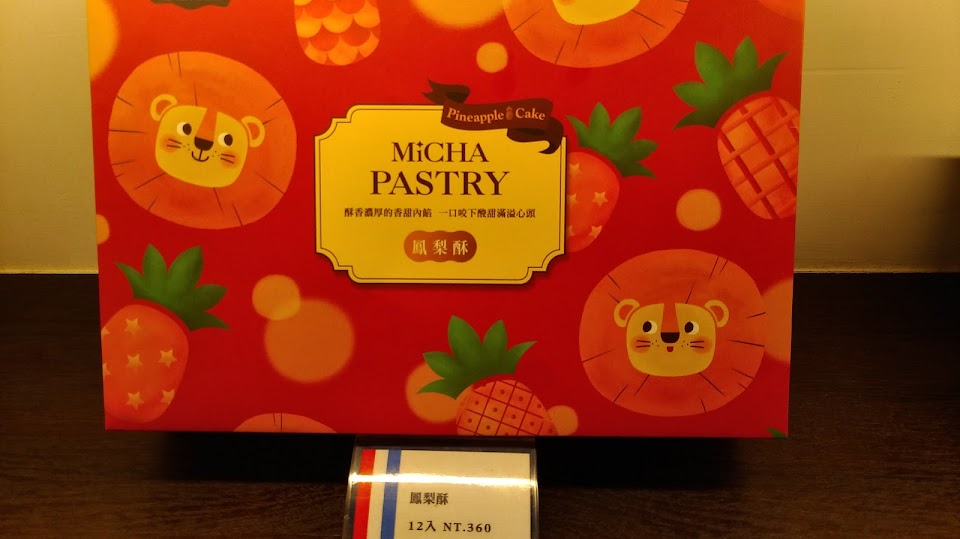 Pineapple Cake
MiCHA
PASTRY
酥香濃厚的香甜內餡 一口咬下酸甜滿溢心頭
鳳梨酥
鳳梨酥
12入 NT.360